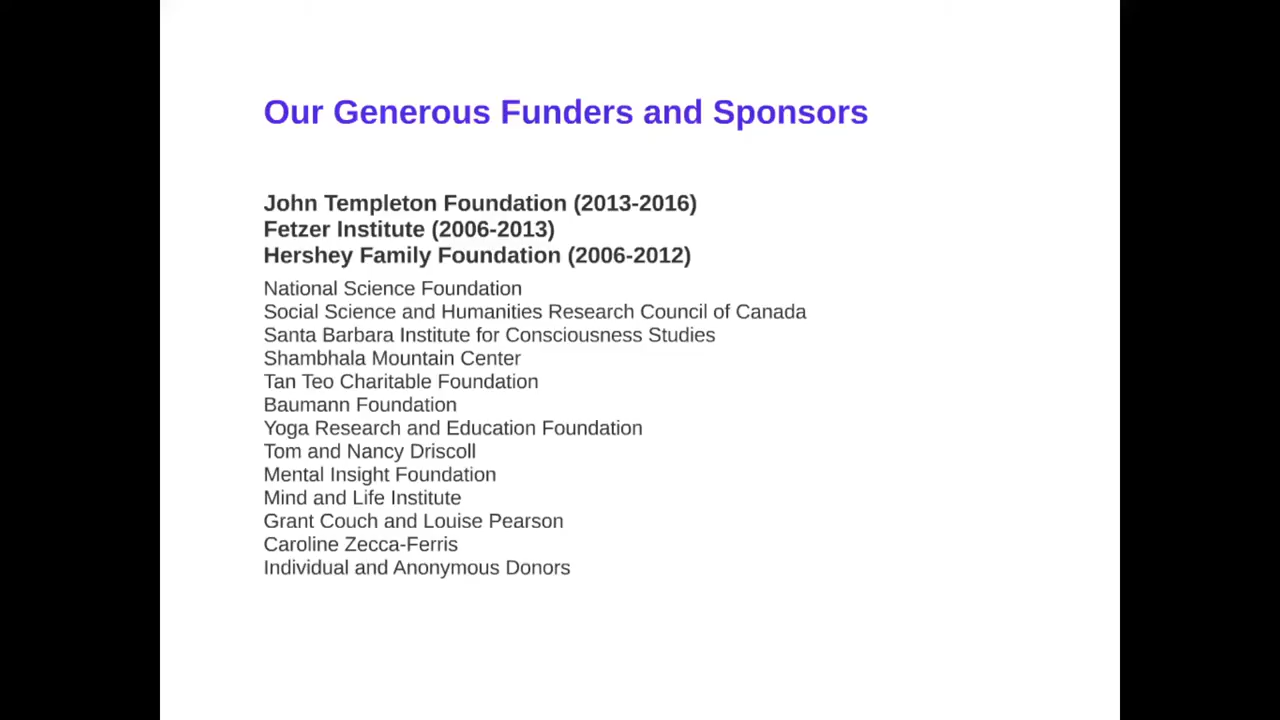 Our Generous Funders and Sponsors
John Templeton Foundation (2013-2016)
Fetzer Institute (2006-2013)
Hershey Family Foundation (2006-2012)
National Science Foundation
Social Science and Humanities Research Council of Canada
Santa Barbara Institute for Consciousness Studies
Shambhala Mountain Center
Tan Teo Charitable Foundation
Baumann Foundation
Yoga Research and Education Foundation
Tom and Nancy Driscoll
Mental Insight Foundation
Mind and Life Institute
Grant Couch and Louise Pearson
Caroline Zecca-Ferris
Individual and Anonymous Donors